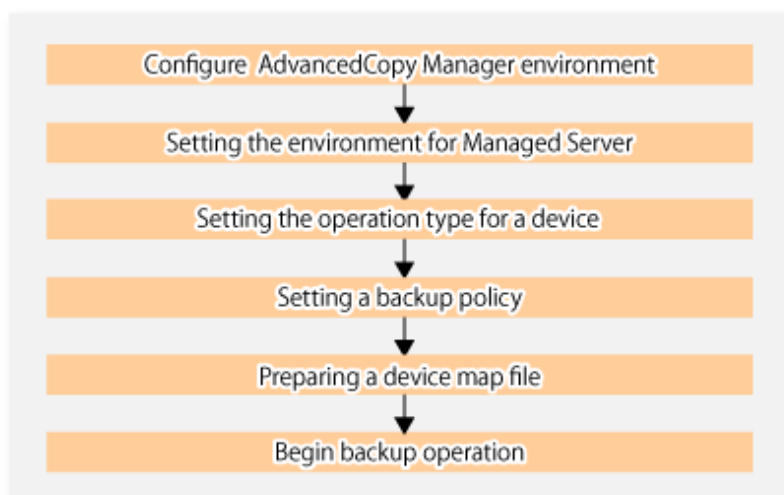 Configure AdvancedCopy Manager environment
Setting the environment for Managed Server
Setting the operation type for a device
Setting a backup policy
Preparing a device map file
Begin backup operation